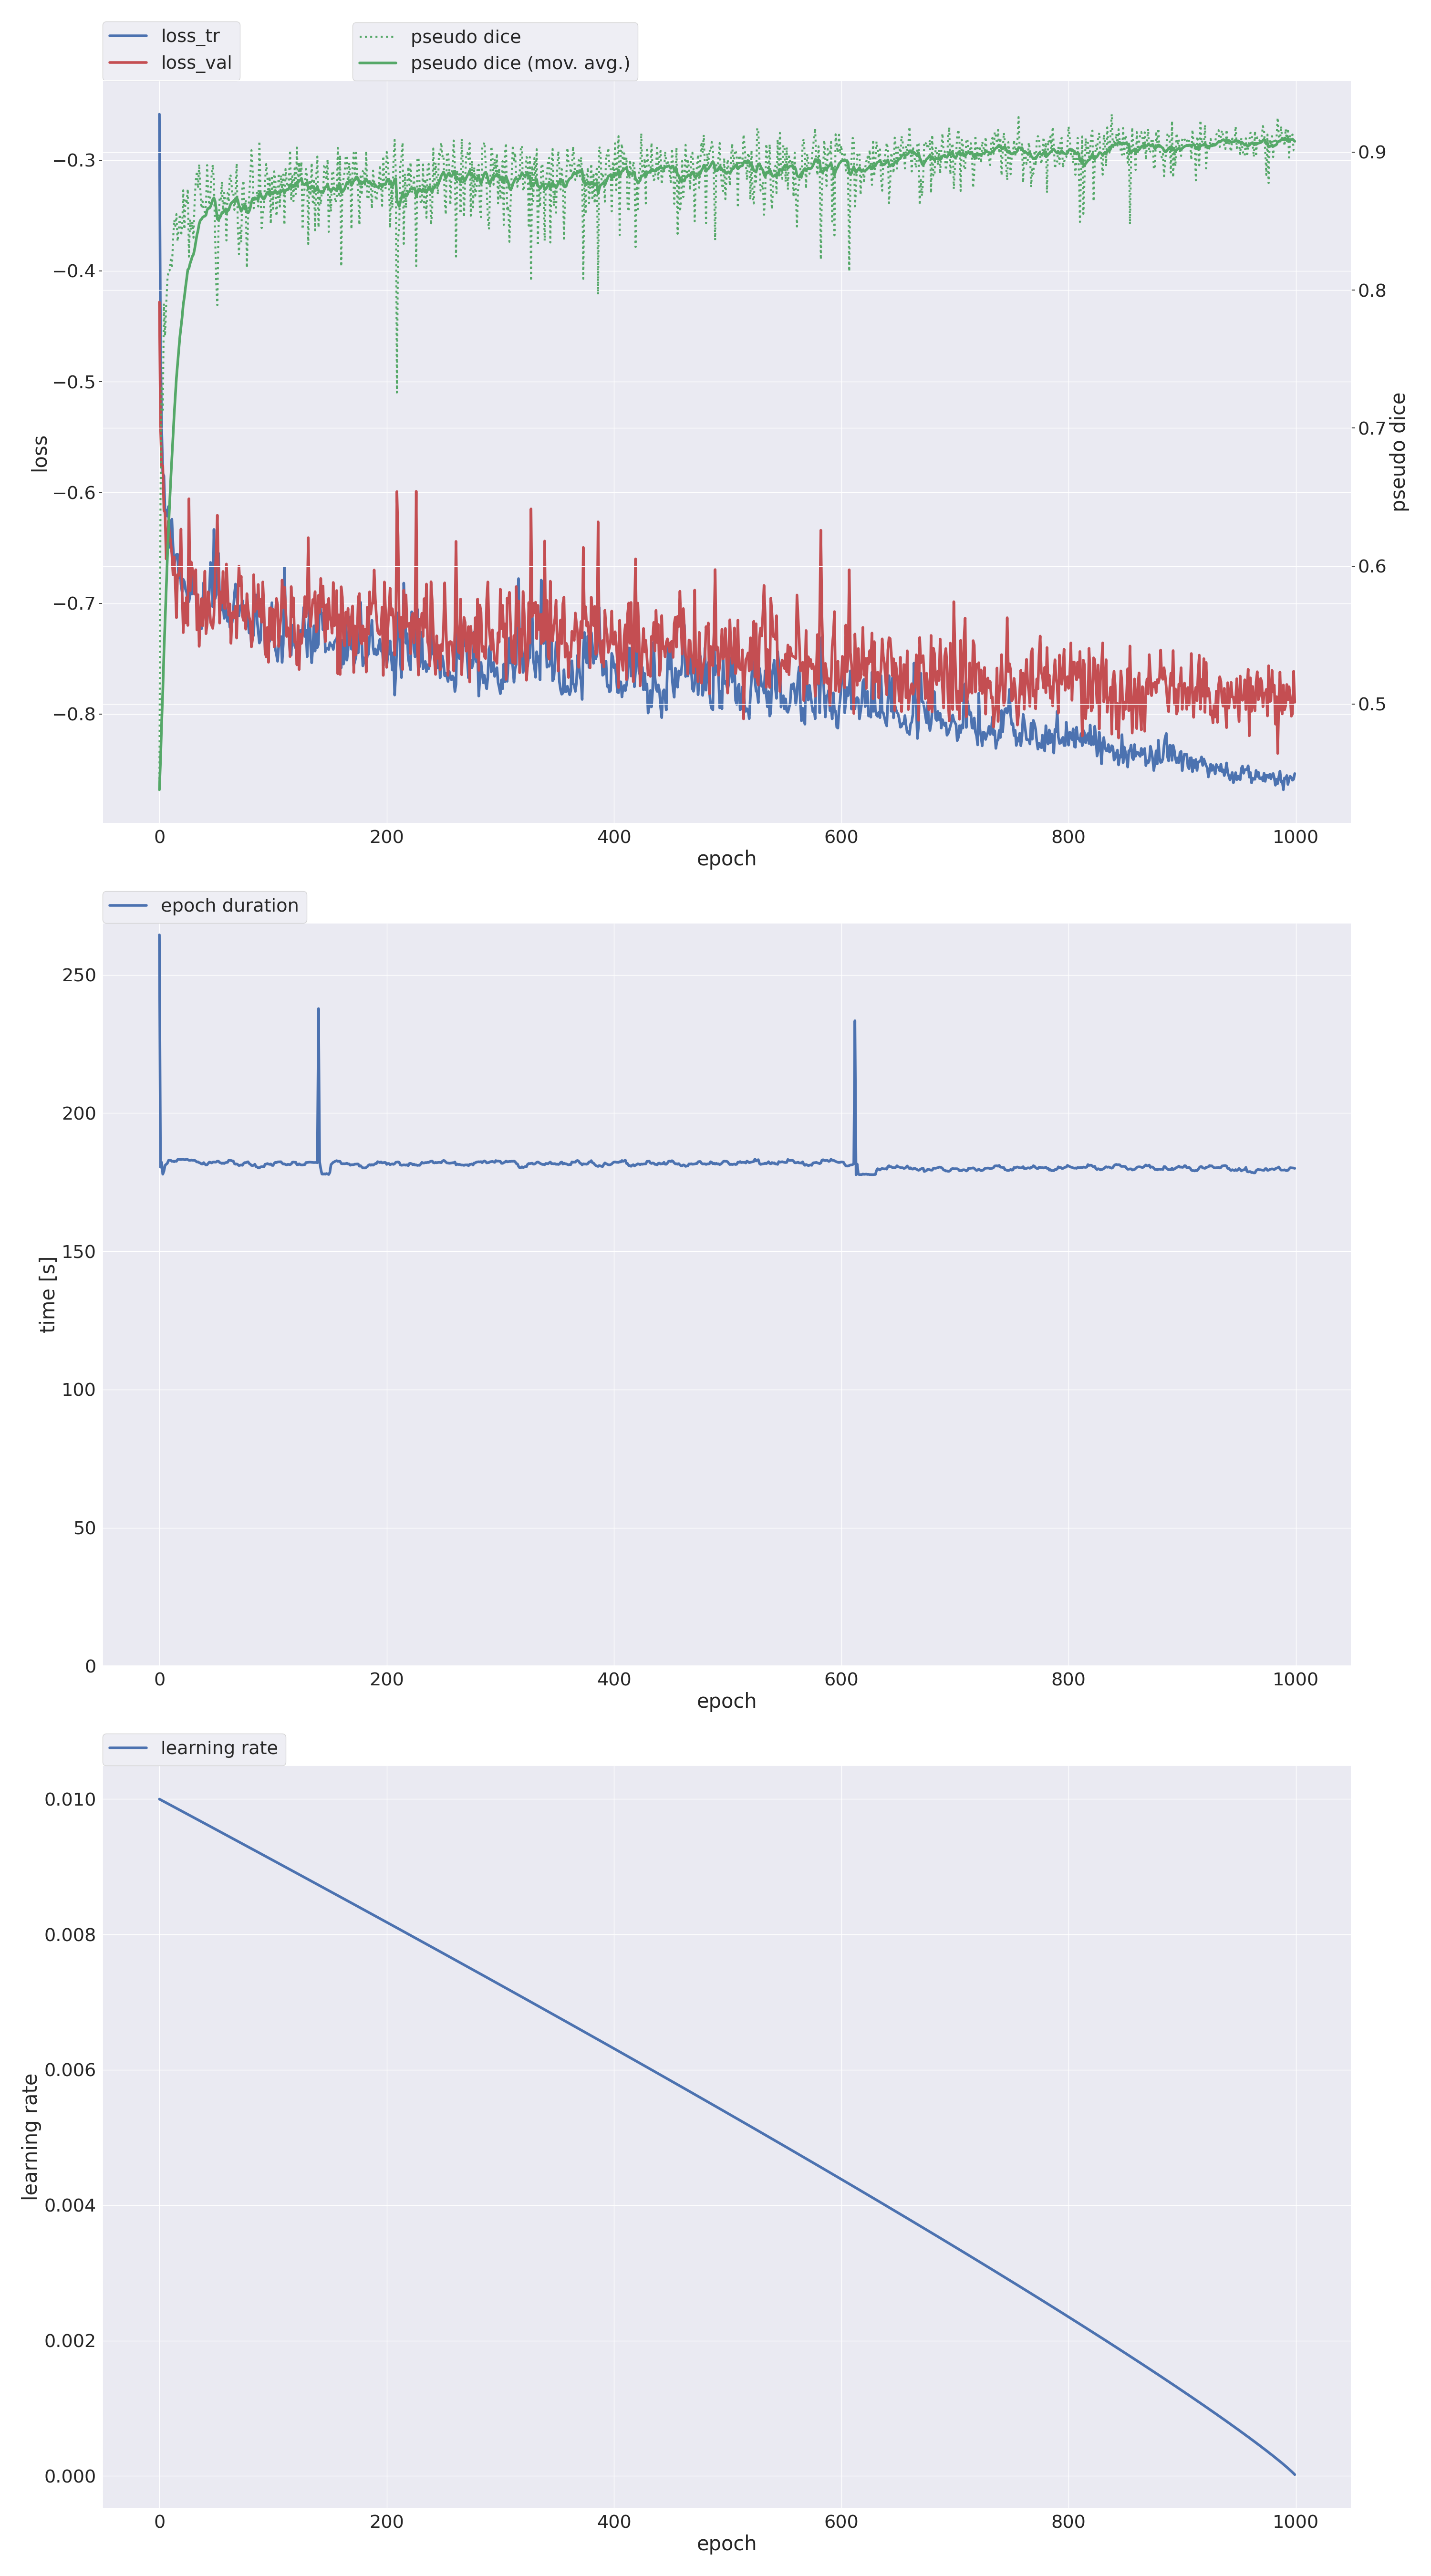 loss_tr
loss_val
pseudo dice
pseudo dice (mov. avg.)
−0.3
−0.4
−0.5
−0.6
−0.7
−0.8
loss
0.9
0.8
0.7
0.6
0.5
pseudo dice
0 200 400 600 800 1000
epoch
epoch duration
250
200
150
100
50
0
time [s]
0 200 400 600 800 1000
epoch
learning rate
0.010
0.008
0.006
0.004
0.002
0.000
learning rate
0 200 400 600 800 1000
epoch